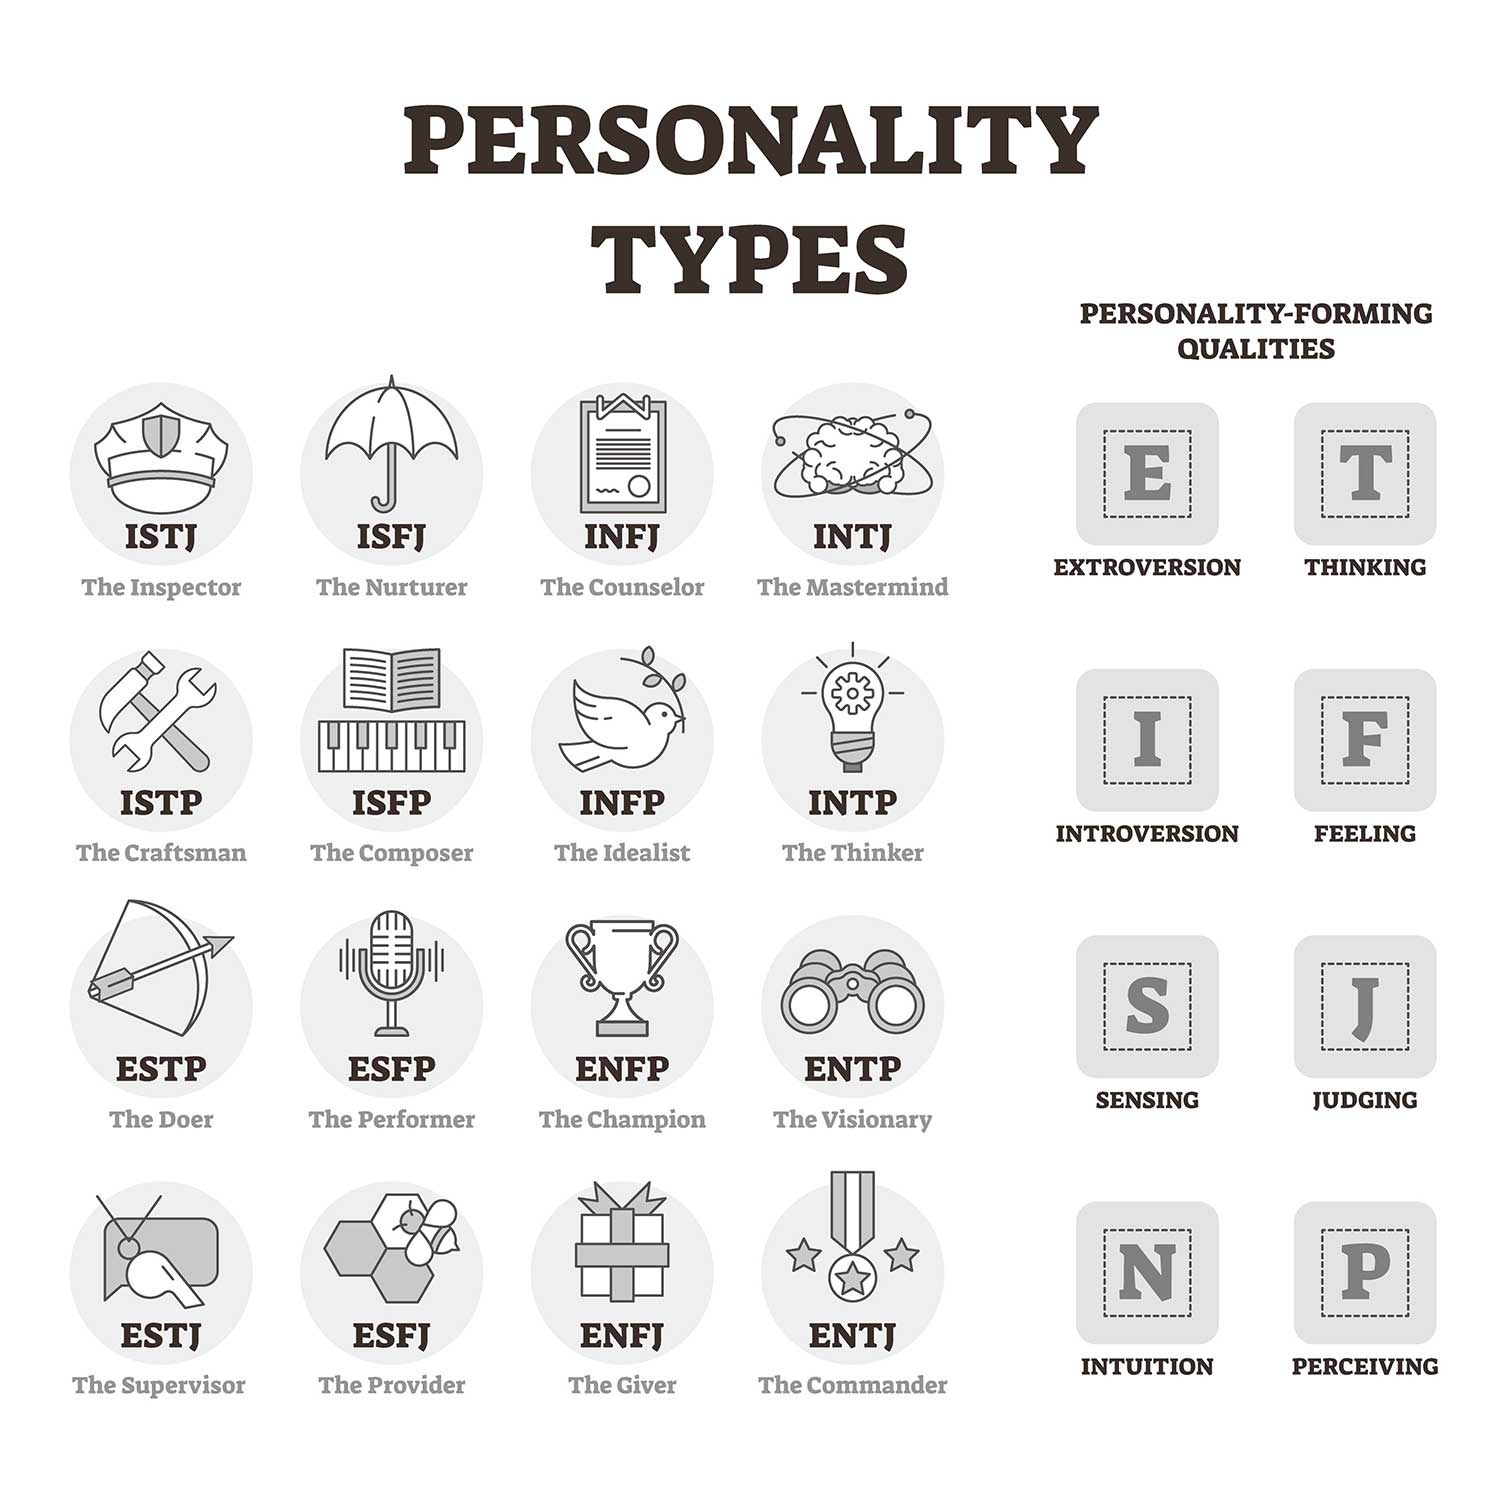 PERSONALITY
TYPES
ISTJ
The Inspector
ISFJ
The Nurturer
INFJ
The Counselor
INTJ
The Mastermind
ISTP
The Craftsman
ISFP
The Composer
INFP
The Idealist
INTP
The Thinker
ESTP
The Doer
ESFP
The Performer
ENFP
The Champion
ENTP
The Visionary
ESTJ
The Supervisor
ESFJ
The Provider
ENFJ
The Giver
ENTJ
The Commander
PERSONALITY-FORMING
QUALITIES
E
EXTROVERSION
T
THINKING
I
INTROVERSION
F
FEELING
S
SENSING
J
JUDGING
N
INTUITION
P
PERCEIVING